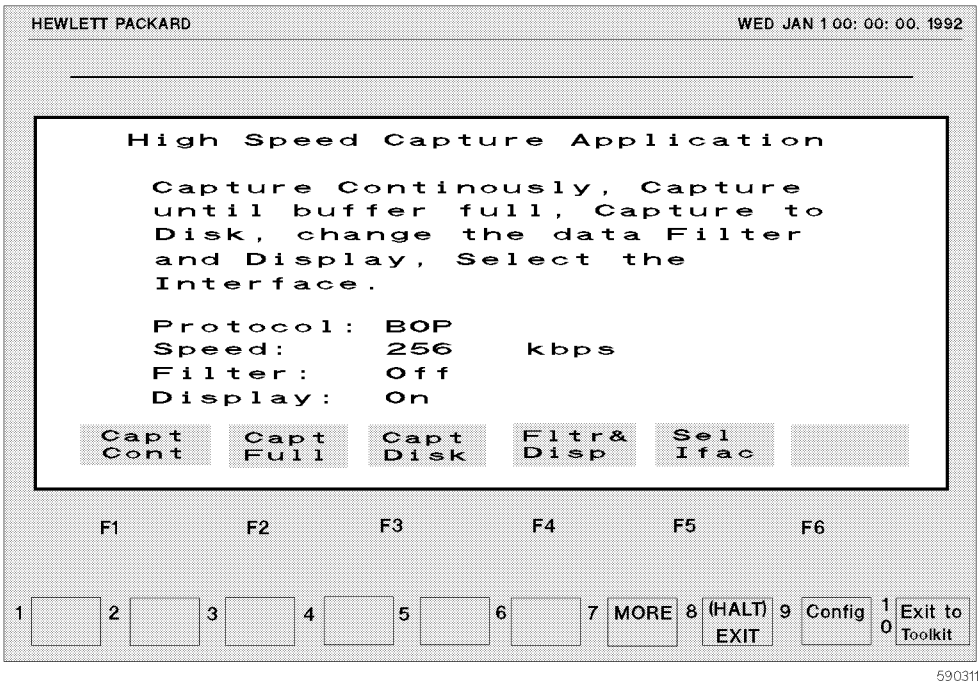 HEWLETT PACKARD WED JAN 1 00: 00: 00. 1992
High Speed Capture Application
Capture Continously, Capture
until buffer full, Capture to
Disk, change the data Filter
and Display, Select the
Interface.
Protocol: BOP
Speed: 256 kbps
Filter: Off
Display: On
Capt Capt Capt Fltr& Sel
Cont Full Disk Disp Ifac
F1 F2 F3 F4 F5 F6
1 2 3 4 5 6 7 MORE 8 (HALT) 9 Config 1 Exit to
EXIT 0 Toolkit
590311